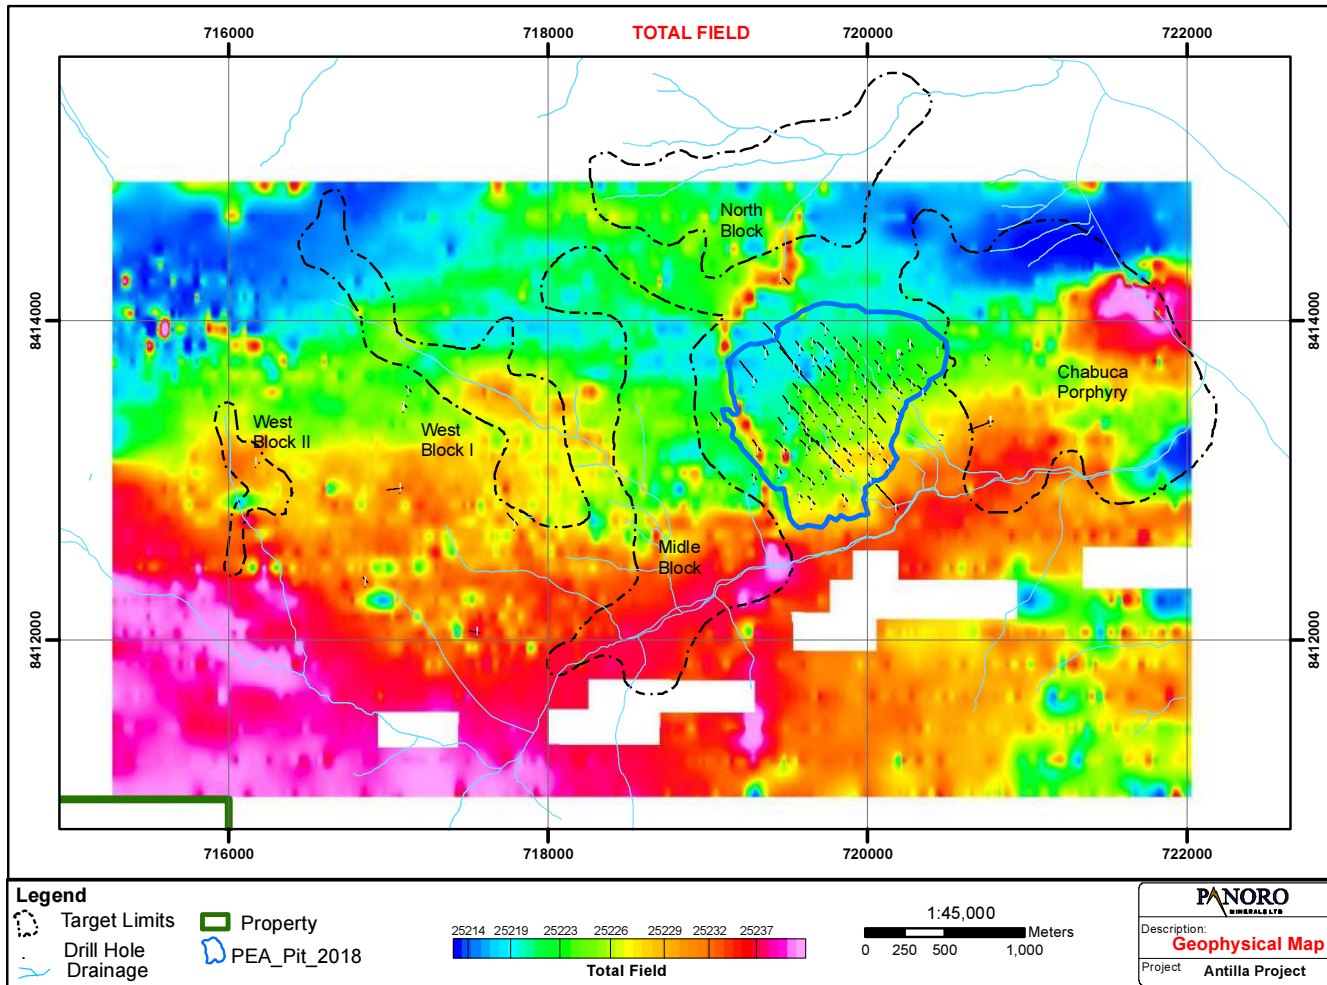 TOTAL FIELD
716000
718000
720000
722000
8414000
8414000
8412000
8412000
North
Block
Chabuca
Porphyry
West
Block II
West
Block I
Midle
Block
716000
718000
720000
722000
Legend
Target Limits
Drill Hole
Drainage
Property
PEA_Pit_2018
25214 25219 25223 25226 25229 25232 25237
Total Field
1:45,000
Meters
0 250 500 1,000
PANORO
MINERALS LTD
Description:
Geophysical Map
Project Antilla Project